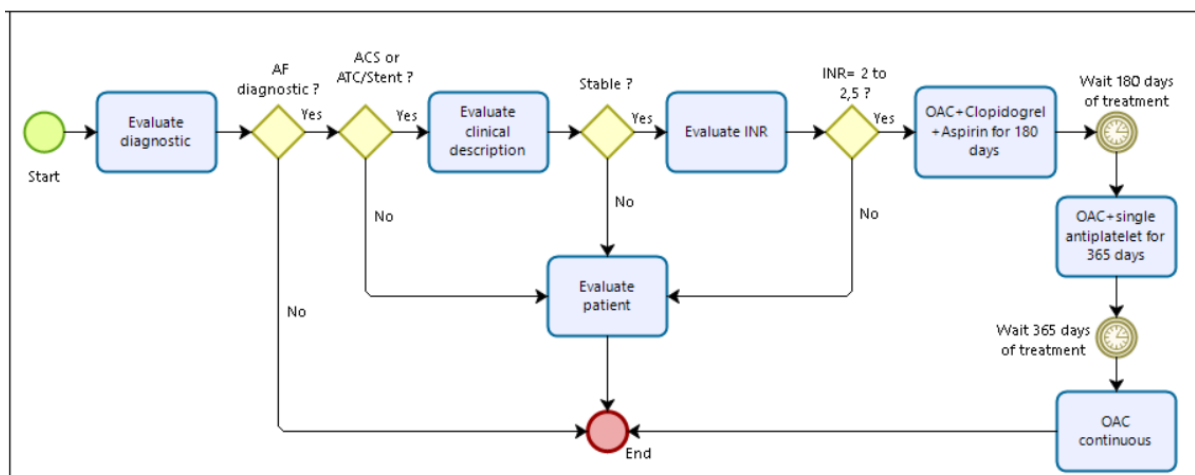 Start
Evaluate
diagnostic
AF
diagnostic ?
Yes
No
ACS or
ATC/Stent ?
Yes
No
Evaluate
clinical
description
Stable ?
Yes
No
Evaluate INR
INR= 2 to
2,5 ?
Yes
No
OAC+Clopidogrel
+Aspirin for 180
days
Wait 180 days
of treatment
OAC+single
antiplatelet for
365 days
Wait 365 days
of treatment
OAC
continuous
Evaluate
patient
End